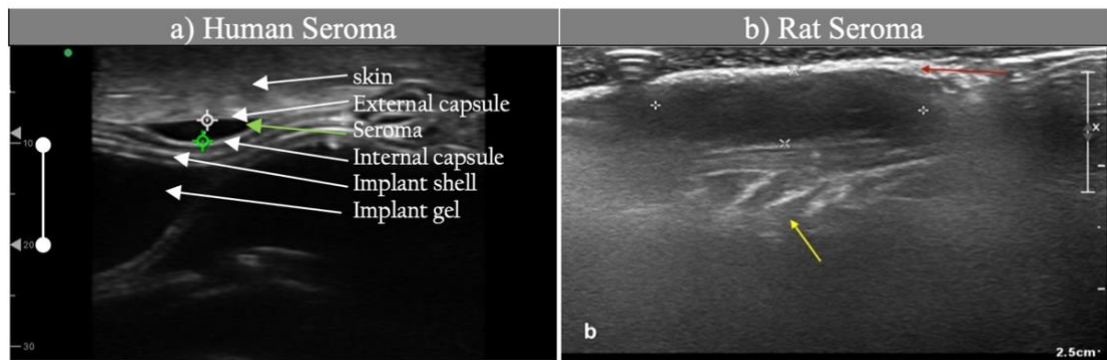 a) Human Seroma
b) Rat Seroma
skin
External capsule
Seroma
Internal capsule
Implant shell
Implant gel
10
20
30
x
b
2.5cm